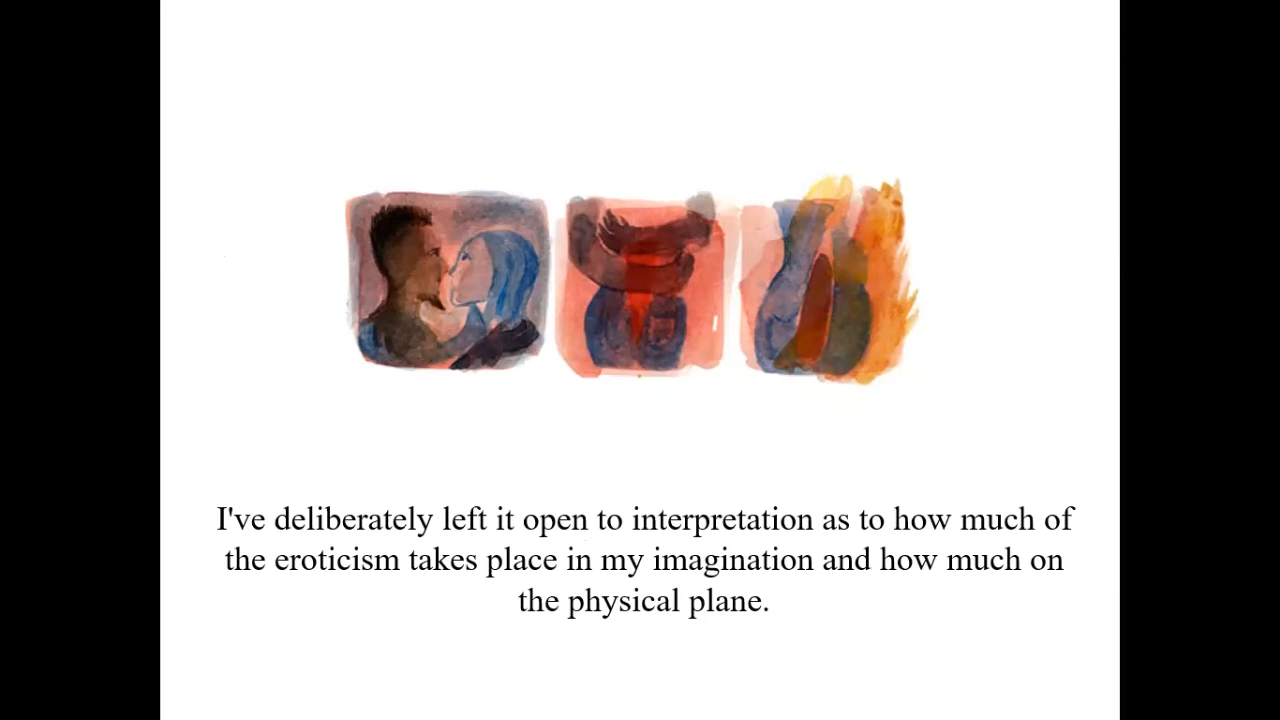 I've deliberately left it open to interpretation as to how much of
the eroticism takes place in my imagination and how much on
the physical plane.